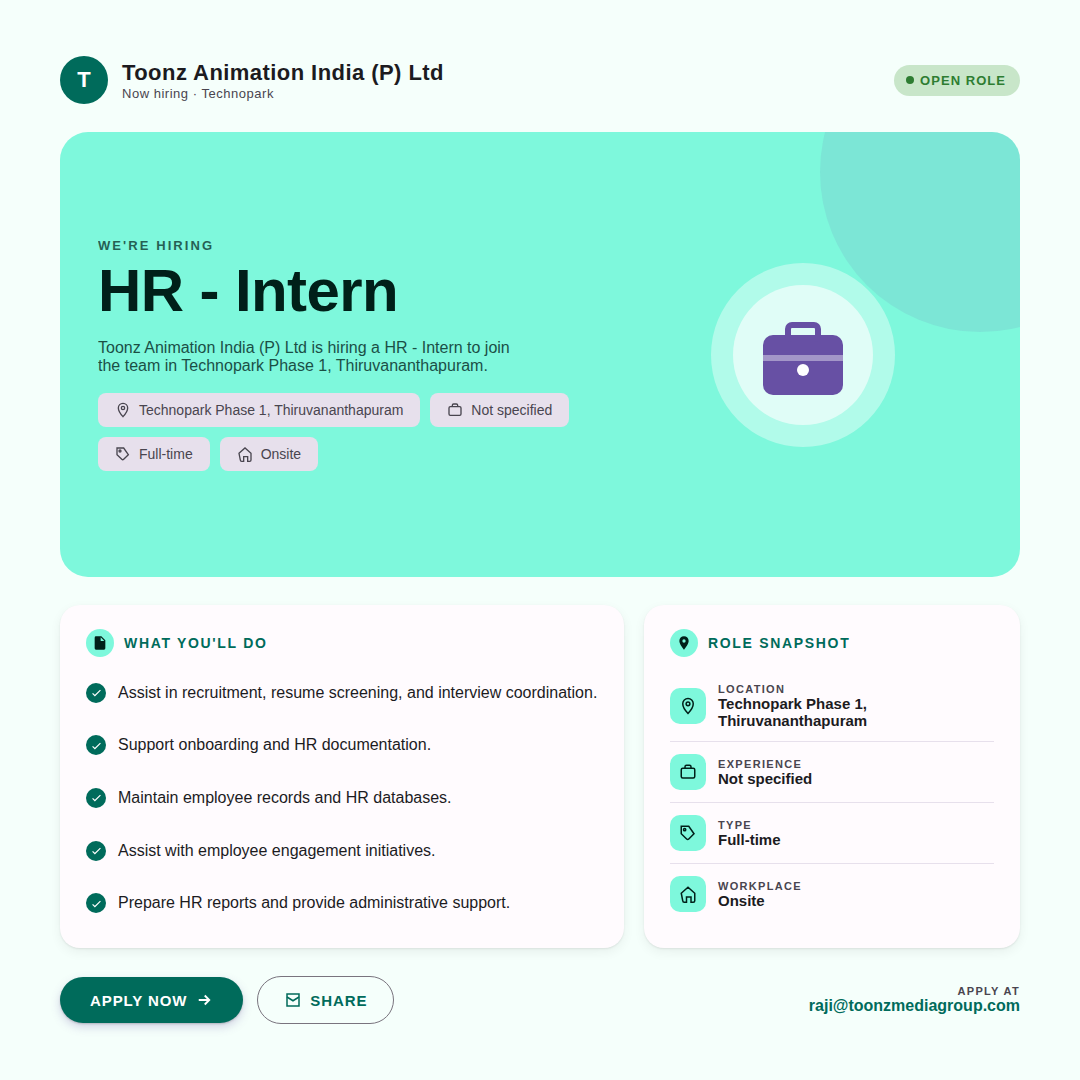 T
Toonz Animation India (P) Ltd
Now hiring · Technopark
OPEN ROLE
WE'RE HIRING
HR - Intern
Toonz Animation India (P) Ltd is hiring a HR - Intern to join
the team in Technopark Phase 1, Thiruvananthapuram.
Technopark Phase 1, Thiruvananthapuram
Not specified
Full-time
Onsite
WHAT YOU'LL DO
Assist in recruitment, resume screening, and interview coordination.
Support onboarding and HR documentation.
Maintain employee records and HR databases.
Assist with employee engagement initiatives.
Prepare HR reports and provide administrative support.
ROLE SNAPSHOT
LOCATION
Technopark Phase 1,
Thiruvananthapuram
EXPERIENCE
Not specified
TYPE
Full-time
WORKPLACE
Onsite
APPLY NOW
SHARE
APPLY AT
raji@toonzmediagroup.com